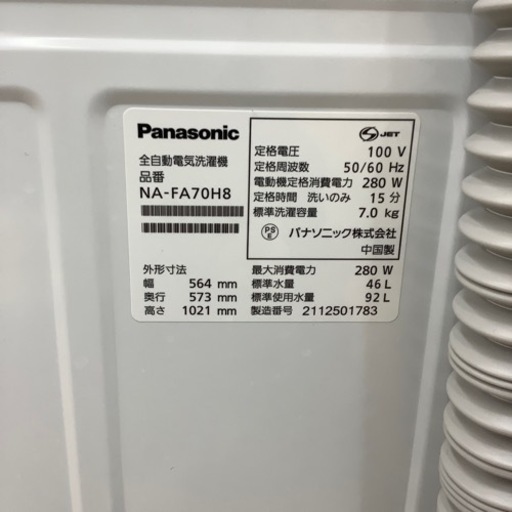 Panasonic
全自動電気洗濯機
品番
NA-FA70H8
外形寸法
幅 564 mm
奥行 573 mm
高さ 1021 mm
S JET
定格電圧 100 V
定格周波数 50/60 Hz
電動機定格消費電力 280 W
定格時間 洗いのみ 15 分
標準洗濯容量 7.0 kg
PS E パナソニック株式会社
中国製
最大消費電力 280 W
標準水量 46 L
標準使用水量 92 L
製造番号 2112501783